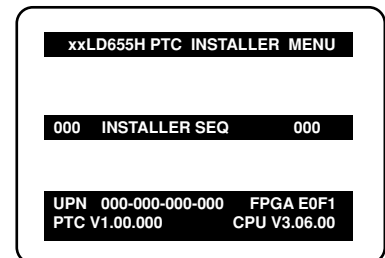 xxLD655H PTC INSTALLER MENU
000 INSTALLER SEQ 000
UPN 000-000-000-000 FPGA E0F1
PTC V1.00.000 CPU V3.06.00